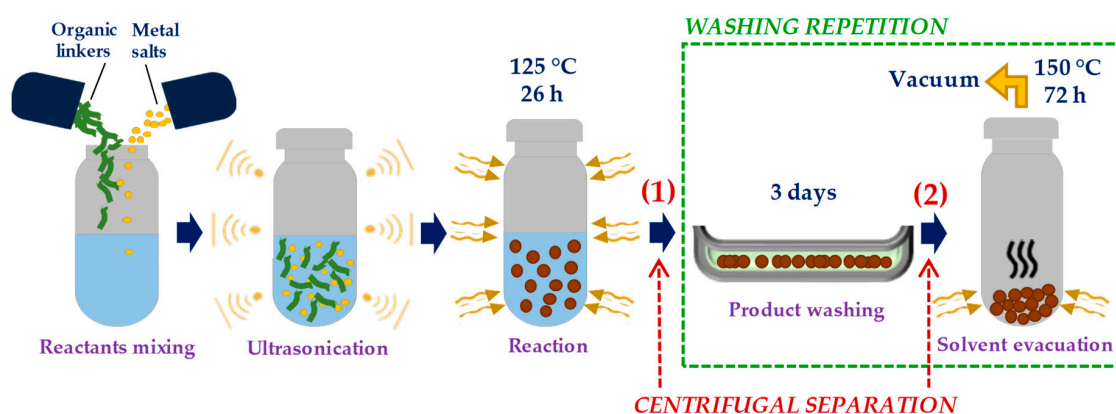 Organic
linkers
Metal
salts
Reactants mixing
Ultrasonication
125 °C
26 h
Reaction
(1)
WASHING REPETITION
3 days
Product washing
(2)
Vacuum
150 °C
72 h
Solvent evacuation
CENTRIFUGAL SEPARATION